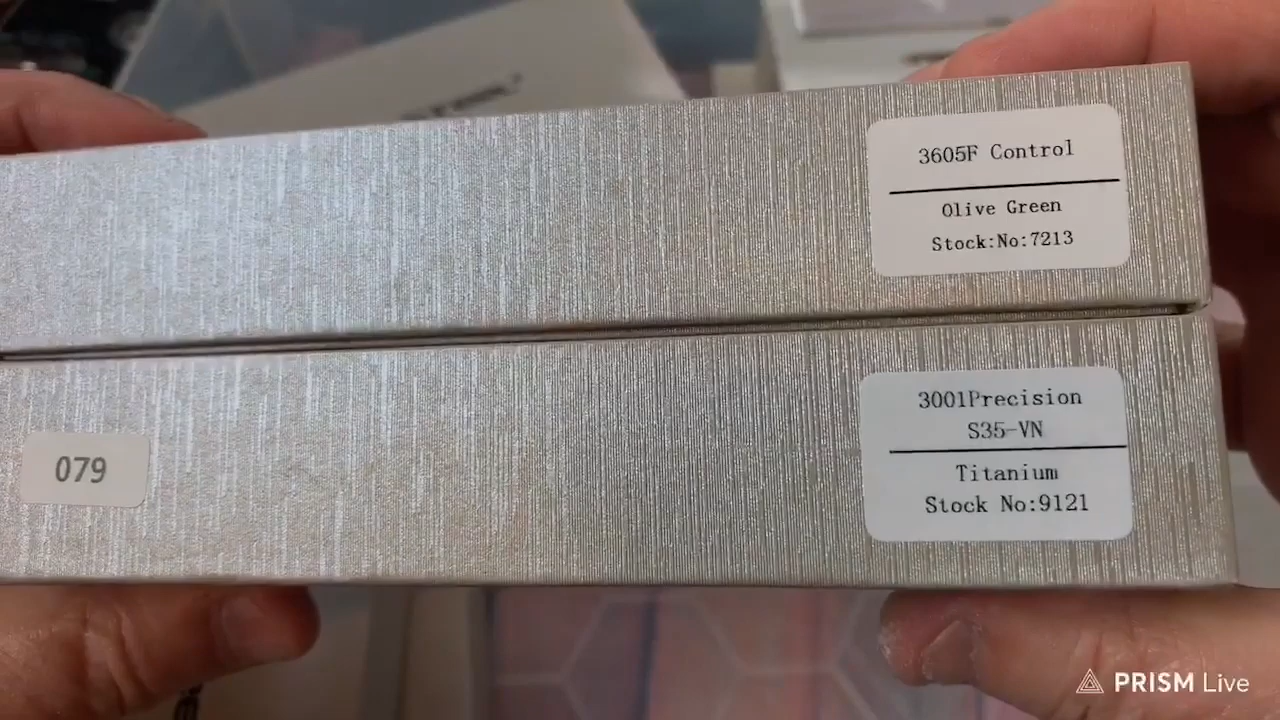 3605F Control
Olive Green
Stock:No:7213
3001Precision
S35-VN
Titanium
Stock No:9121
079
PRISM Live